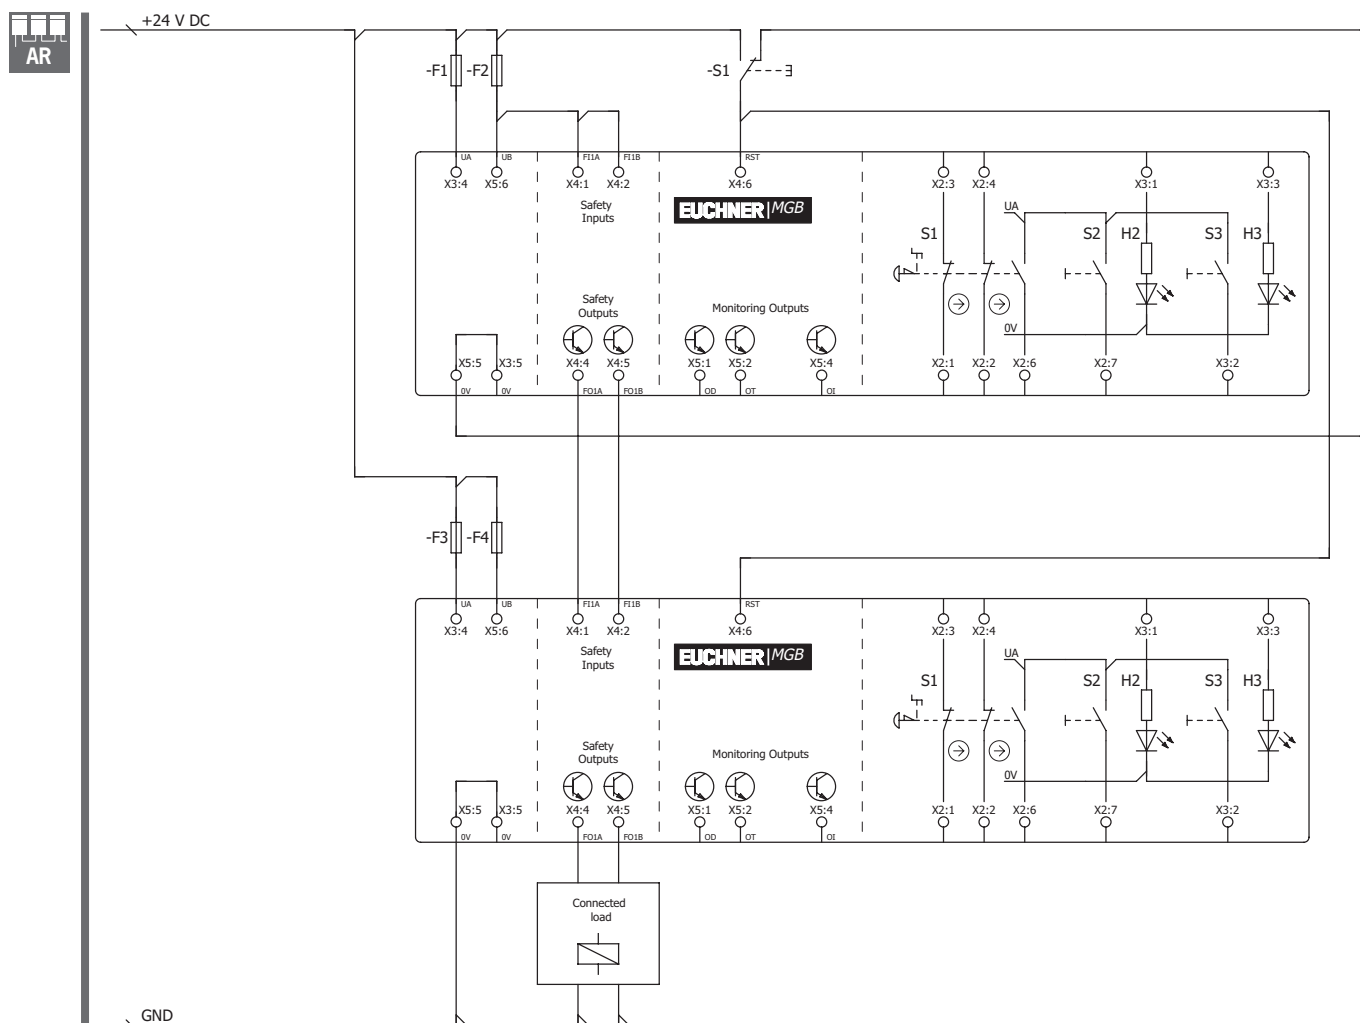 +24 V DC
AR
-F1 -F2 -S1
UA UB FI1A FI1B RST
X3:4 X5:6 X4:1 X4:2 X4:6 X2:3 X2:4 X3:1 X3:3
Safety
Inputs
EUCHNER | MGB
UA
S1 S2 H2 S3 H3
Safety
Outputs
Monitoring Outputs
0V
X5:5 X3:5 X4:4 X4:5 X5:1 X5:2 X5:4 X2:1 X2:2 X2:6 X2:7 X3:2
0V 0V FO1A FO1B OD OT OI
-F3 -F4
UA UB FI1A FI1B RST
X3:4 X5:6 X4:1 X4:2 X4:6 X2:3 X2:4 X3:1 X3:3
Safety
Inputs
EUCHNER | MGB
UA
S1 S2 H2 S3 H3
Safety
Outputs
Monitoring Outputs
0V
X5:5 X3:5 X4:4 X4:5 X5:1 X5:2 X5:4 X2:1 X2:2 X2:6 X2:7 X3:2
0V 0V FO1A FO1B OD OT OI
Connected
load
GND